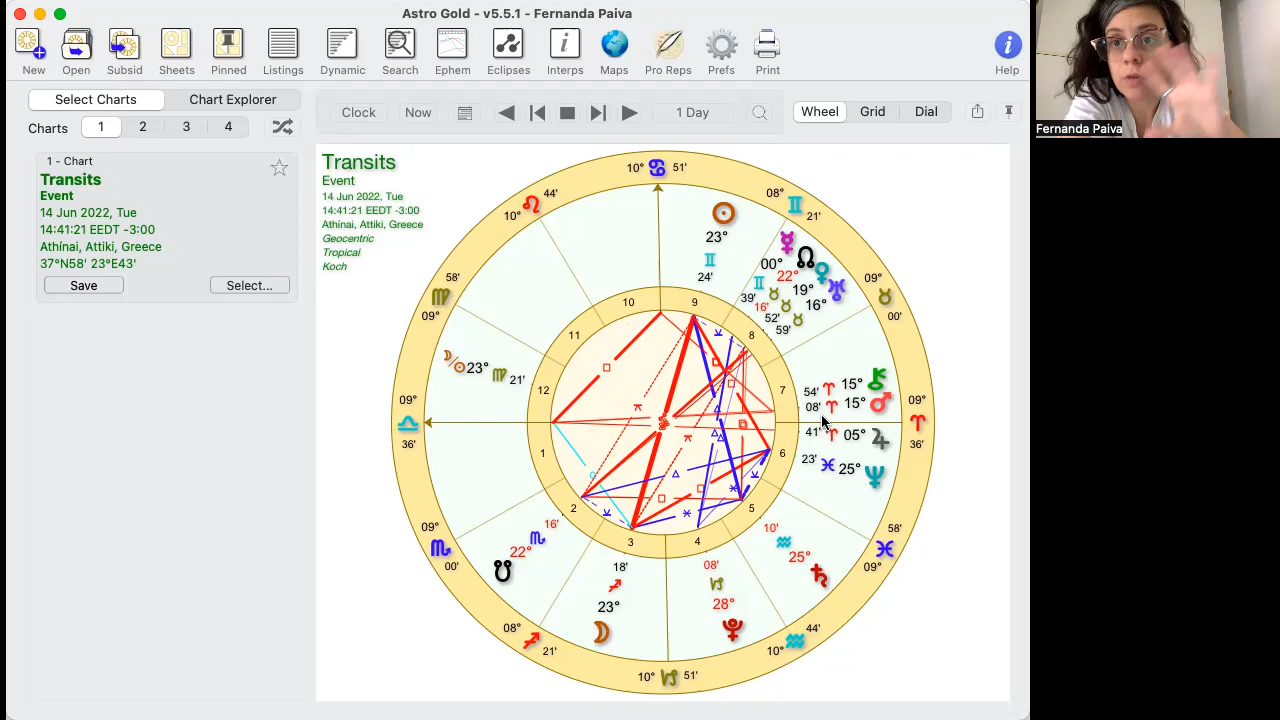 Astro Gold - v5.5.1 - Fernanda Paiva
New Open Subsid Sheets Pinned Listings Dynamic Search Ephem Eclipses Interps Maps Pro Reps Prefs Print Help
Select Charts Chart Explorer
Clock Now 1 Day Wheel Grid Dial
Charts 1 2 3 4
Fernanda Paiva
1 - Chart
Transits
Event
14 Jun 2022, Tue
14:41:21 EEDT -3:00
Athínai, Attiki, Greece
37°N58' 23°E43'
Save Select...
Transits
Event
14 Jun 2022, Tue
14:41:21 EEDT -3:00
Athínai, Attiki, Greece
Geocentric
Tropical
Koch
10° ♋ 51'
08° ♊ 21'
09° ♉ 00'
09° ♈ 36'
58' ♓ 09°
44' ♒ 10°
10° ♑ 51'
08° ♐ 21'
09° ♏ 00'
09° ♎ 36'
58' ♍ 09°
44' ♌ 10°
☉ 23° ♊ 24'
☿ 00° ♊ 39'
☊ 22° ♉ 16'
♀ 19° ♉ 52'
♅ 16° ♉ 59'
⚷ 15° ♈ 54'
♂ 15° ♈ 08'
♃ 05° ♈ 41'
♆ 25° ♓ 23'
♄ 25° ♒ 10'
♇ 28° ♑ 08'
☽ 23° ♐ 18'
☋ 22° ♏ 16'
☽/☉ 23° ♍ 21'
1
2
3
4
5
6
7
8
9
10
11
12